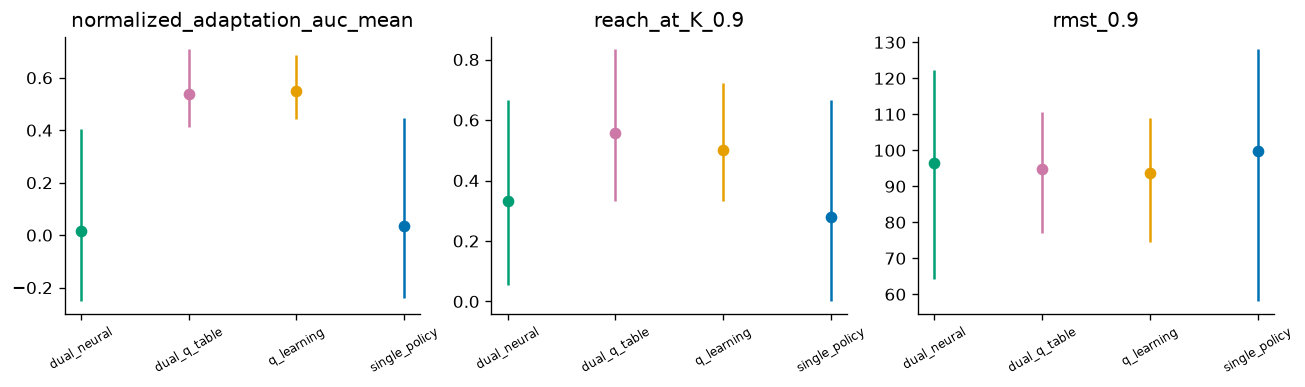 normalized_adaptation_auc_mean
0.6
0.4
0.2
0.0
−0.2
dual_neural
dual_q_table
q_learning
single_policy
reach_at_K_0.9
0.8
0.6
0.4
0.2
0.0
dual_neural
dual_q_table
q_learning
single_policy
rmst_0.9
130
120
110
100
90
80
70
60
dual_neural
dual_q_table
q_learning
single_policy